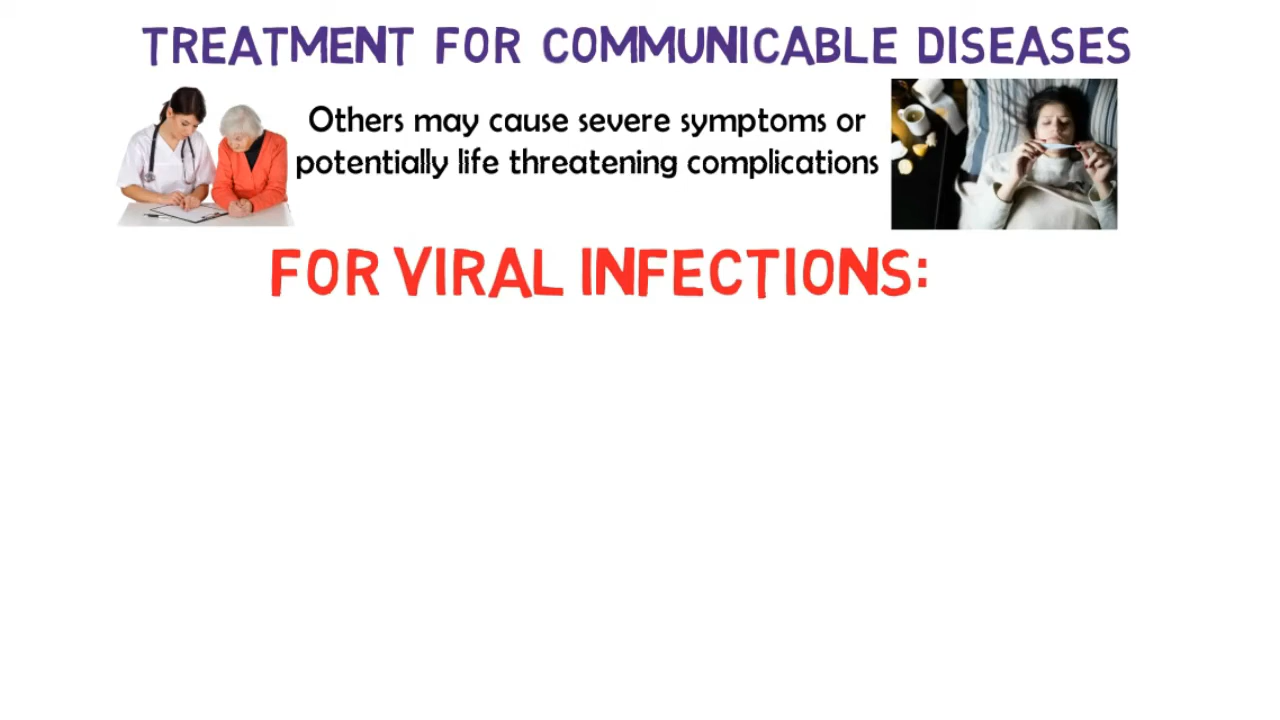 TREATMENT FOR COMMUNICABLE DISEASES
Others may cause severe symptoms or
potentially life threatening complications
FOR VIRAL INFECTIONS: